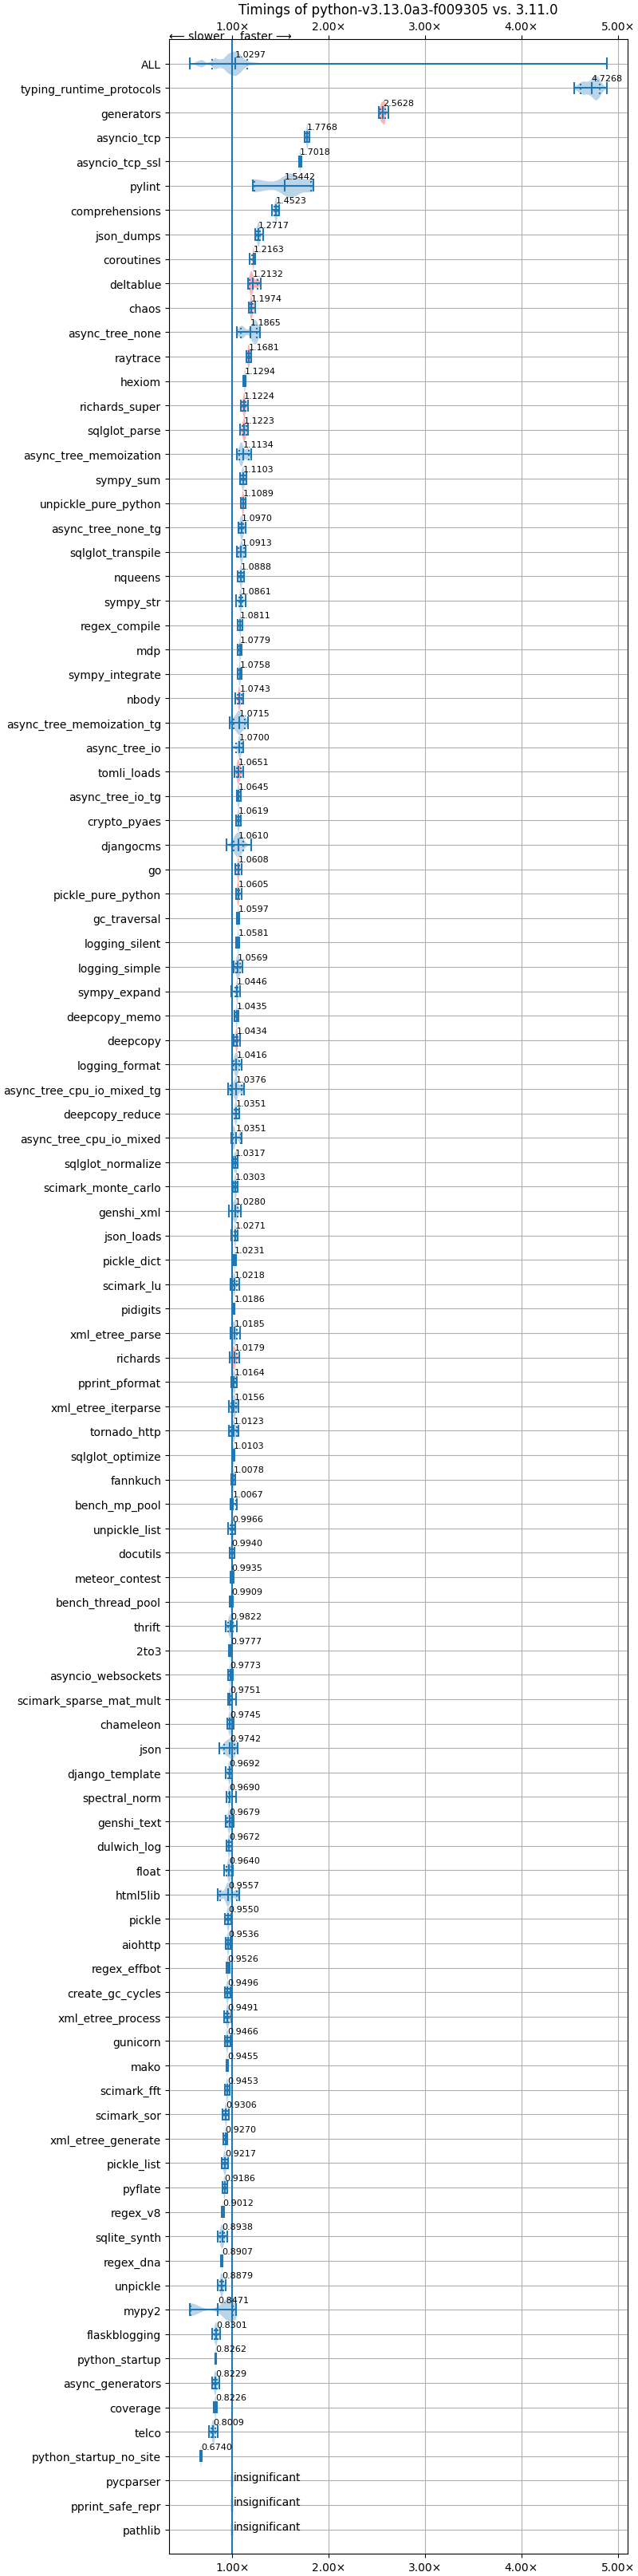 Timings of python-v3.13.0a3-f009305 vs. 3.11.0
1.00× 2.00× 3.00× 4.00× 5.00×
⟵ slower faster ⟶
ALL 1.0297
typing_runtime_protocols 4.7268
generators 2.5628
asyncio_tcp 1.7768
asyncio_tcp_ssl 1.7018
pylint 1.5442
comprehensions 1.4523
json_dumps 1.2717
coroutines 1.2163
deltablue 1.2132
chaos 1.1974
async_tree_none 1.1865
raytrace 1.1681
hexiom 1.1294
richards_super 1.1224
sqlglot_parse 1.1223
async_tree_memoization 1.1134
sympy_sum 1.1103
unpickle_pure_python 1.1089
async_tree_none_tg 1.0970
sqlglot_transpile 1.0913
nqueens 1.0888
sympy_str 1.0861
regex_compile 1.0811
mdp 1.0779
sympy_integrate 1.0758
nbody 1.0743
async_tree_memoization_tg 1.0715
async_tree_io 1.0700
tomli_loads 1.0651
async_tree_io_tg 1.0645
crypto_pyaes 1.0619
djangocms 1.0610
go 1.0608
pickle_pure_python 1.0605
gc_traversal 1.0597
logging_silent 1.0581
logging_simple 1.0569
sympy_expand 1.0446
deepcopy_memo 1.0435
deepcopy 1.0434
logging_format 1.0416
async_tree_cpu_io_mixed_tg 1.0376
deepcopy_reduce 1.0351
async_tree_cpu_io_mixed 1.0351
sqlglot_normalize 1.0317
scimark_monte_carlo 1.0303
genshi_xml 1.0280
json_loads 1.0271
pickle_dict 1.0231
scimark_lu 1.0218
pidigits 1.0186
xml_etree_parse 1.0185
richards 1.0179
pprint_pformat 1.0164
xml_etree_iterparse 1.0156
tornado_http 1.0123
sqlglot_optimize 1.0103
fannkuch 1.0078
bench_mp_pool 1.0067
unpickle_list 0.9966
docutils 0.9940
meteor_contest 0.9935
bench_thread_pool 0.9909
thrift 0.9822
2to3 0.9777
asyncio_websockets 0.9773
scimark_sparse_mat_mult 0.9751
chameleon 0.9745
json 0.9742
django_template 0.9692
spectral_norm 0.9690
genshi_text 0.9679
dulwich_log 0.9672
float 0.9640
html5lib 0.9557
pickle 0.9550
aiohttp 0.9536
regex_effbot 0.9526
create_gc_cycles 0.9496
xml_etree_process 0.9491
gunicorn 0.9466
mako 0.9455
scimark_fft 0.9453
scimark_sor 0.9306
xml_etree_generate 0.9270
pickle_list 0.9217
pyflate 0.9186
regex_v8 0.9012
sqlite_synth 0.8938
regex_dna 0.8907
unpickle 0.8879
mypy2 0.8471
flaskblogging 0.8301
python_startup 0.8262
async_generators 0.8229
coverage 0.8226
telco 0.8009
python_startup_no_site 0.6740
pycparser insignificant
pprint_safe_repr insignificant
pathlib insignificant
1.00× 2.00× 3.00× 4.00× 5.00×